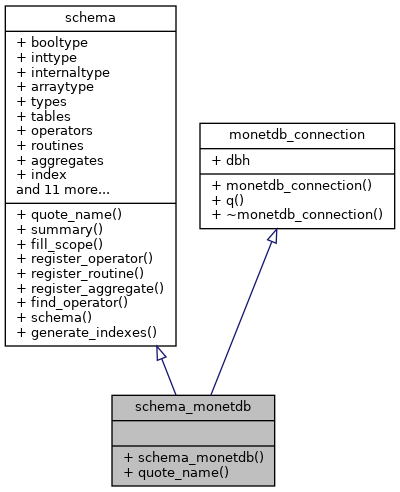 schema
+ booltype
+ inttype
+ internaltype
+ arraytype
+ types
+ tables
+ operators
+ routines
+ aggregates
+ index
and 11 more...
+ quote_name()
+ summary()
+ fill_scope()
+ register_operator()
+ register_routine()
+ register_aggregate()
+ find_operator()
+ schema()
+ generate_indexes()
monetdb_connection
+ dbh
+ monetdb_connection()
+ q()
+ ~monetdb_connection()
schema_monetdb
+ schema_monetdb()
+ quote_name()